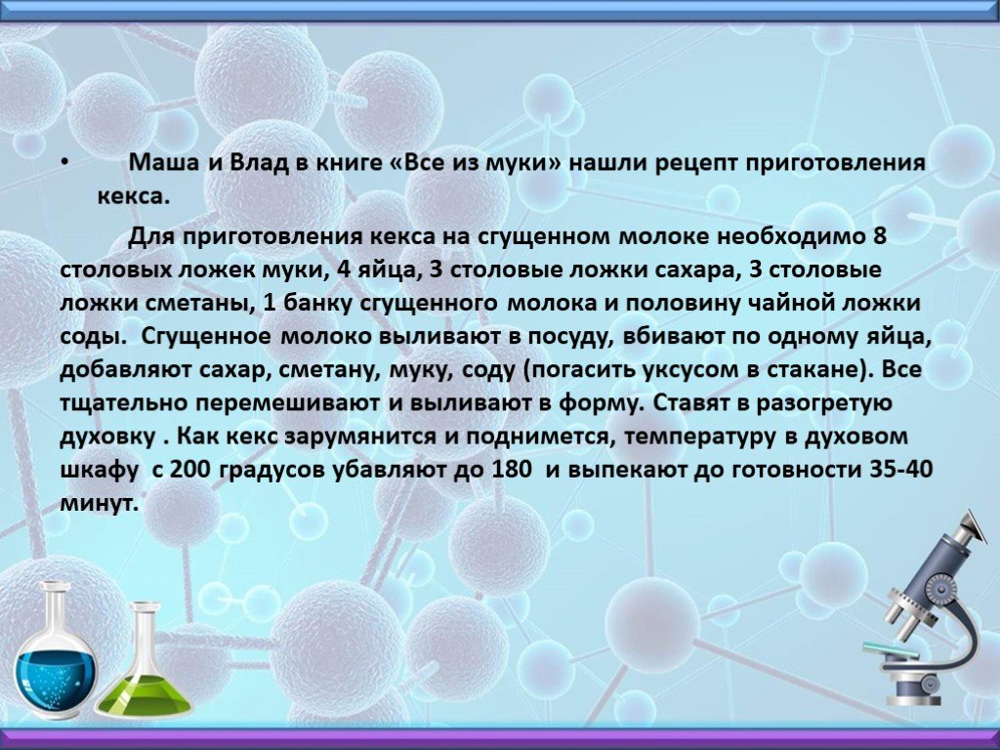 • Маша и Влад в книге «Все из муки» нашли рецепт приготовления
кекса.
Для приготовления кекса на сгущенном молоке необходимо 8
столовых ложек муки, 4 яйца, 3 столовые ложки сахара, 3 столовые
ложки сметаны, 1 банку сгущенного молока и половину чайной ложки
соды. Сгущенное молоко выливают в посуду, вбивают по одному яйца,
добавляют сахар, сметану, муку, соду (погасить уксусом в стакане). Все
тщательно перемешивают и выливают в форму. Ставят в разогретую
духовку . Как кекс зарумянится и поднимется, температуру в духовом
шкафу с 200 градусов убавляют до 180 и выпекают до готовности 35-40
минут.